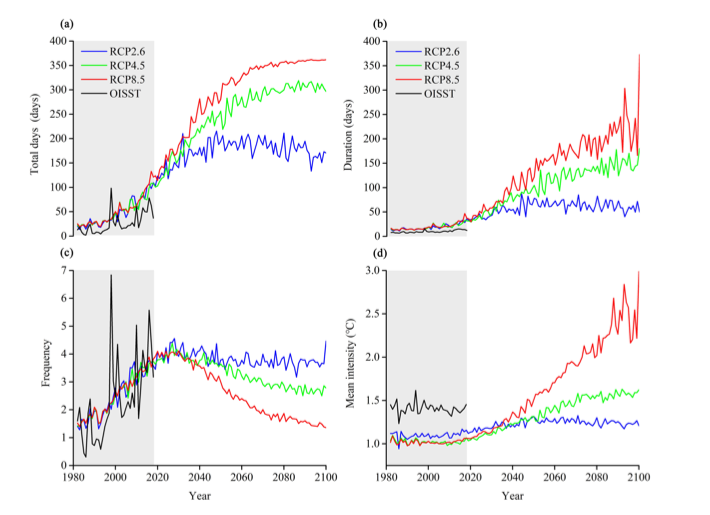 (a)
Total days (days)
400
350
300
250
200
150
100
50
0
RCP2.6
RCP4.5
RCP8.5
OISST
(b)
Duration (days)
400
350
300
250
200
150
100
50
0
RCP2.6
RCP4.5
RCP8.5
OISST
(c)
Frequency
7
6
5
4
3
2
1
0
1980 2000 2020 2040 2060 2080 2100
Year
(d)
Mean intensity (℃)
3.0
2.5
2.0
1.5
1.0
1980 2000 2020 2040 2060 2080 2100
Year